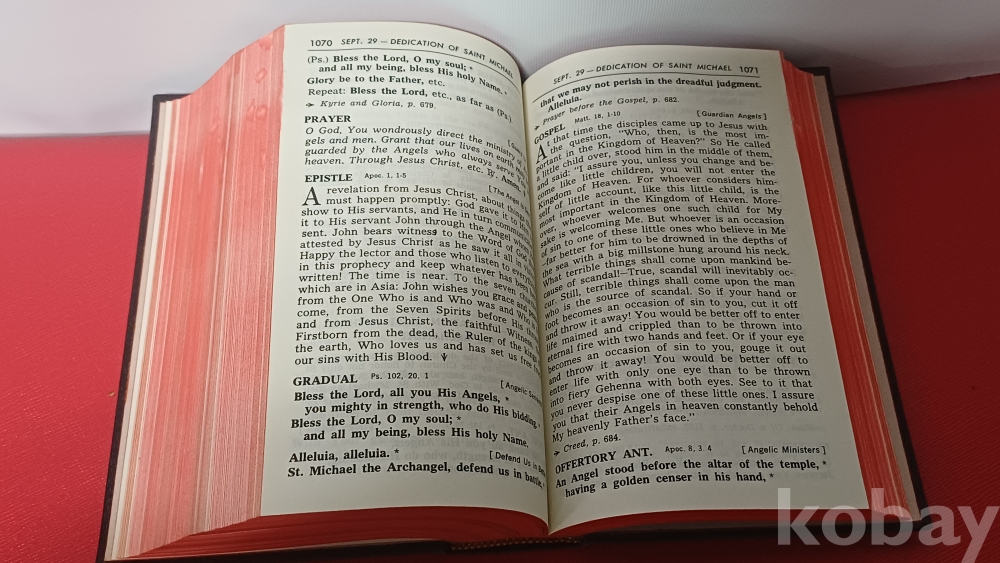 1070 SEPT. 29 — DEDICATION OF SAINT MICHAEL
(Ps.) Bless the Lord, O my soul; *
and all my being, bless His holy Name. *
Glory be to the Father, etc.
Repeat: Bless the Lord, etc., as far as (Ps.)
➣ Kyrie and Gloria, p. 679.
PRAYER
O God, You wondrously direct the ministry of
gels and men. Grant that our lives on earth
guarded by the Angels who always serve
heaven. Through Jesus Christ, etc. ℟. Amen.
EPISTLE Apoc. 1, 1-5 [The Angel
A revelation from Jesus Christ, about things
must happen promptly: God gave it to Him
show to His servants, and He in turn
it to His servant John through the Angel
sent. John bears witness to the Word of God
attested by Jesus Christ as he saw it all in
Happy the lector and those who listen to everything
in this prophecy and keep whatever has been
written! The time is near. To the seven
which are in Asia: John wishes you grace and
from the One Who is and Who was and Who is
come, from the Seven Spirits before His
and from Jesus Christ, the faithful Witness,
Firstborn from the dead, the Ruler of the kings
the earth, Who loves us and has set us free from
our sins with His Blood. ↓
GRADUAL Ps. 102, 20. 1 [Angelic
Bless the Lord, all you His Angels, *
you mighty in strength, who do His bidding. *
Bless the Lord, O my soul; *
and all my being, bless His holy Name.
Alleluia, alleluia. * [Defend Us in
St. Michael the Archangel, defend us in battle, *
SEPT. 29 — DEDICATION OF SAINT MICHAEL 1071
that we may not perish in the dreadful judgment.
Alleluia.
➣ Prayer before the Gospel, p. 682.
GOSPEL Matt. 18, 1-10 [Guardian Angels]
At that time the disciples came up to Jesus with
the question, "Who, then, is the most im-
portant in the Kingdom of Heaven?" So He called
a little child over, stood him in the middle of them,
and said: "I assure you, unless you change and be-
come like little children, you will not enter the
Kingdom of Heaven. For whoever considers him-
self of little account, like this little child, is the
most important in the Kingdom of Heaven. More-
over, whoever welcomes one such child for My
sake is welcoming Me. But whoever is an occasion
of sin to one of these little ones who believe in Me
—far better for him to be drowned in the depths of
the sea with a big millstone hung around his neck.
What terrible things shall come upon mankind be-
cause of scandal!—True, scandal will inevitably oc-
cur. Still, terrible things shall come upon the man
who is the source of scandal. So if your hand or
foot becomes an occasion of sin to you, cut it off
and throw it away! You would be better off to enter
life maimed and crippled than to be thrown into
eternal fire with two hands and feet. Or if your eye
becomes an occasion of sin to you, gouge it out
and throw it away! You would be better off to
enter life with only one eye than to be thrown
into fiery Gehenna with both eyes. See to it that
you never despise one of these little ones. I assure
you that their Angels in heaven constantly behold
My heavenly Father's face."
➣ Creed, p. 684.
OFFERTORY ANT. Apoc. 8, 3. 4 [Angelic Ministers]
An Angel stood before the altar of the temple, *
having a golden censer in his hand, *
kobay